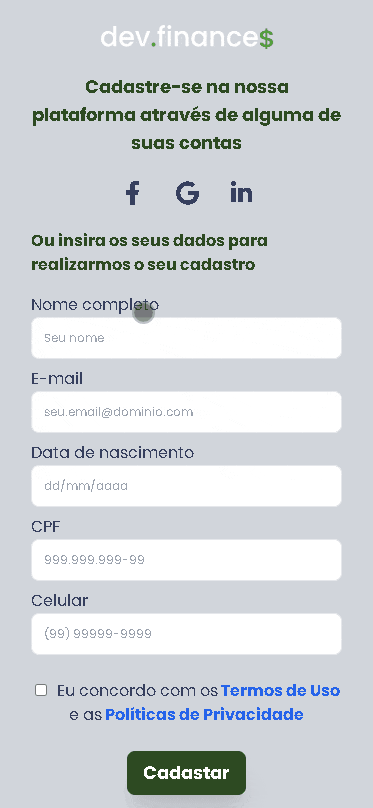 dev.finance$
Cadastre-se na nossa
plataforma através de alguma de
suas contas
Ou insira os seus dados para
realizarmos o seu cadastro
Nome completo
Seu nome
E-mail
seu.email@dominio.com
Data de nascimento
dd/mm/aaaa
CPF
999.999.999-99
Celular
(99) 99999-9999
Eu concordo com os Termos de Uso
e as Políticas de Privacidade
Cadastar